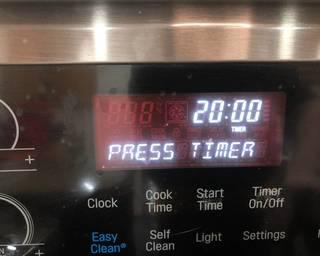 20:00
TIMER
PRESS TIMER
Clock Cook Time Start Time Timer On/Off
Easy Clean® Self Clean Light Settings